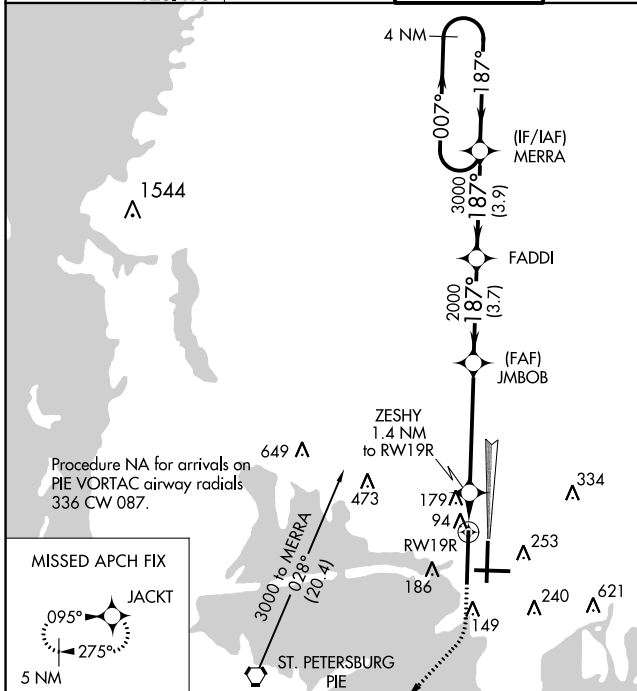 4 NM
187°
007°
(IF/IAF)
MERRA
3000
187°
(3.9)
1544
FADDI
2000
187°
(3.7)
(FAF)
JMBOB
ZESHY
1.4 NM
to RW19R
649
Procedure NA for arrivals on
PIE VORTAC airway radials
336 CW 087.
473
179
334
94
RW19R
253
3000 to MERRA
028°
(20.4)
186
MISSED APCH FIX
JACKT
095°
275°
5 NM
149
240
621
ST. PETERSBURG
PIE